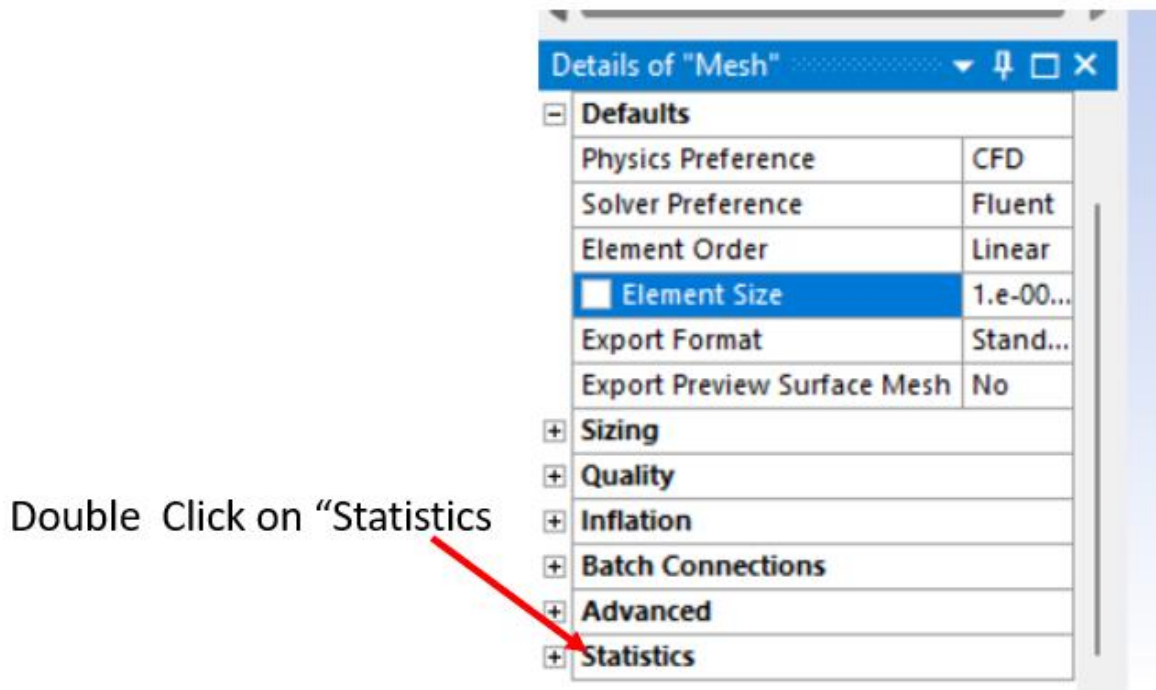 Details of "Mesh"
Defaults
Physics Preference CFD
Solver Preference Fluent
Element Order Linear
Element Size 1.e-00...
Export Format Stand...
Export Preview Surface Mesh No
Sizing
Quality
Double  Click on “Statistics
Inflation
Batch Connections
Advanced
Statistics